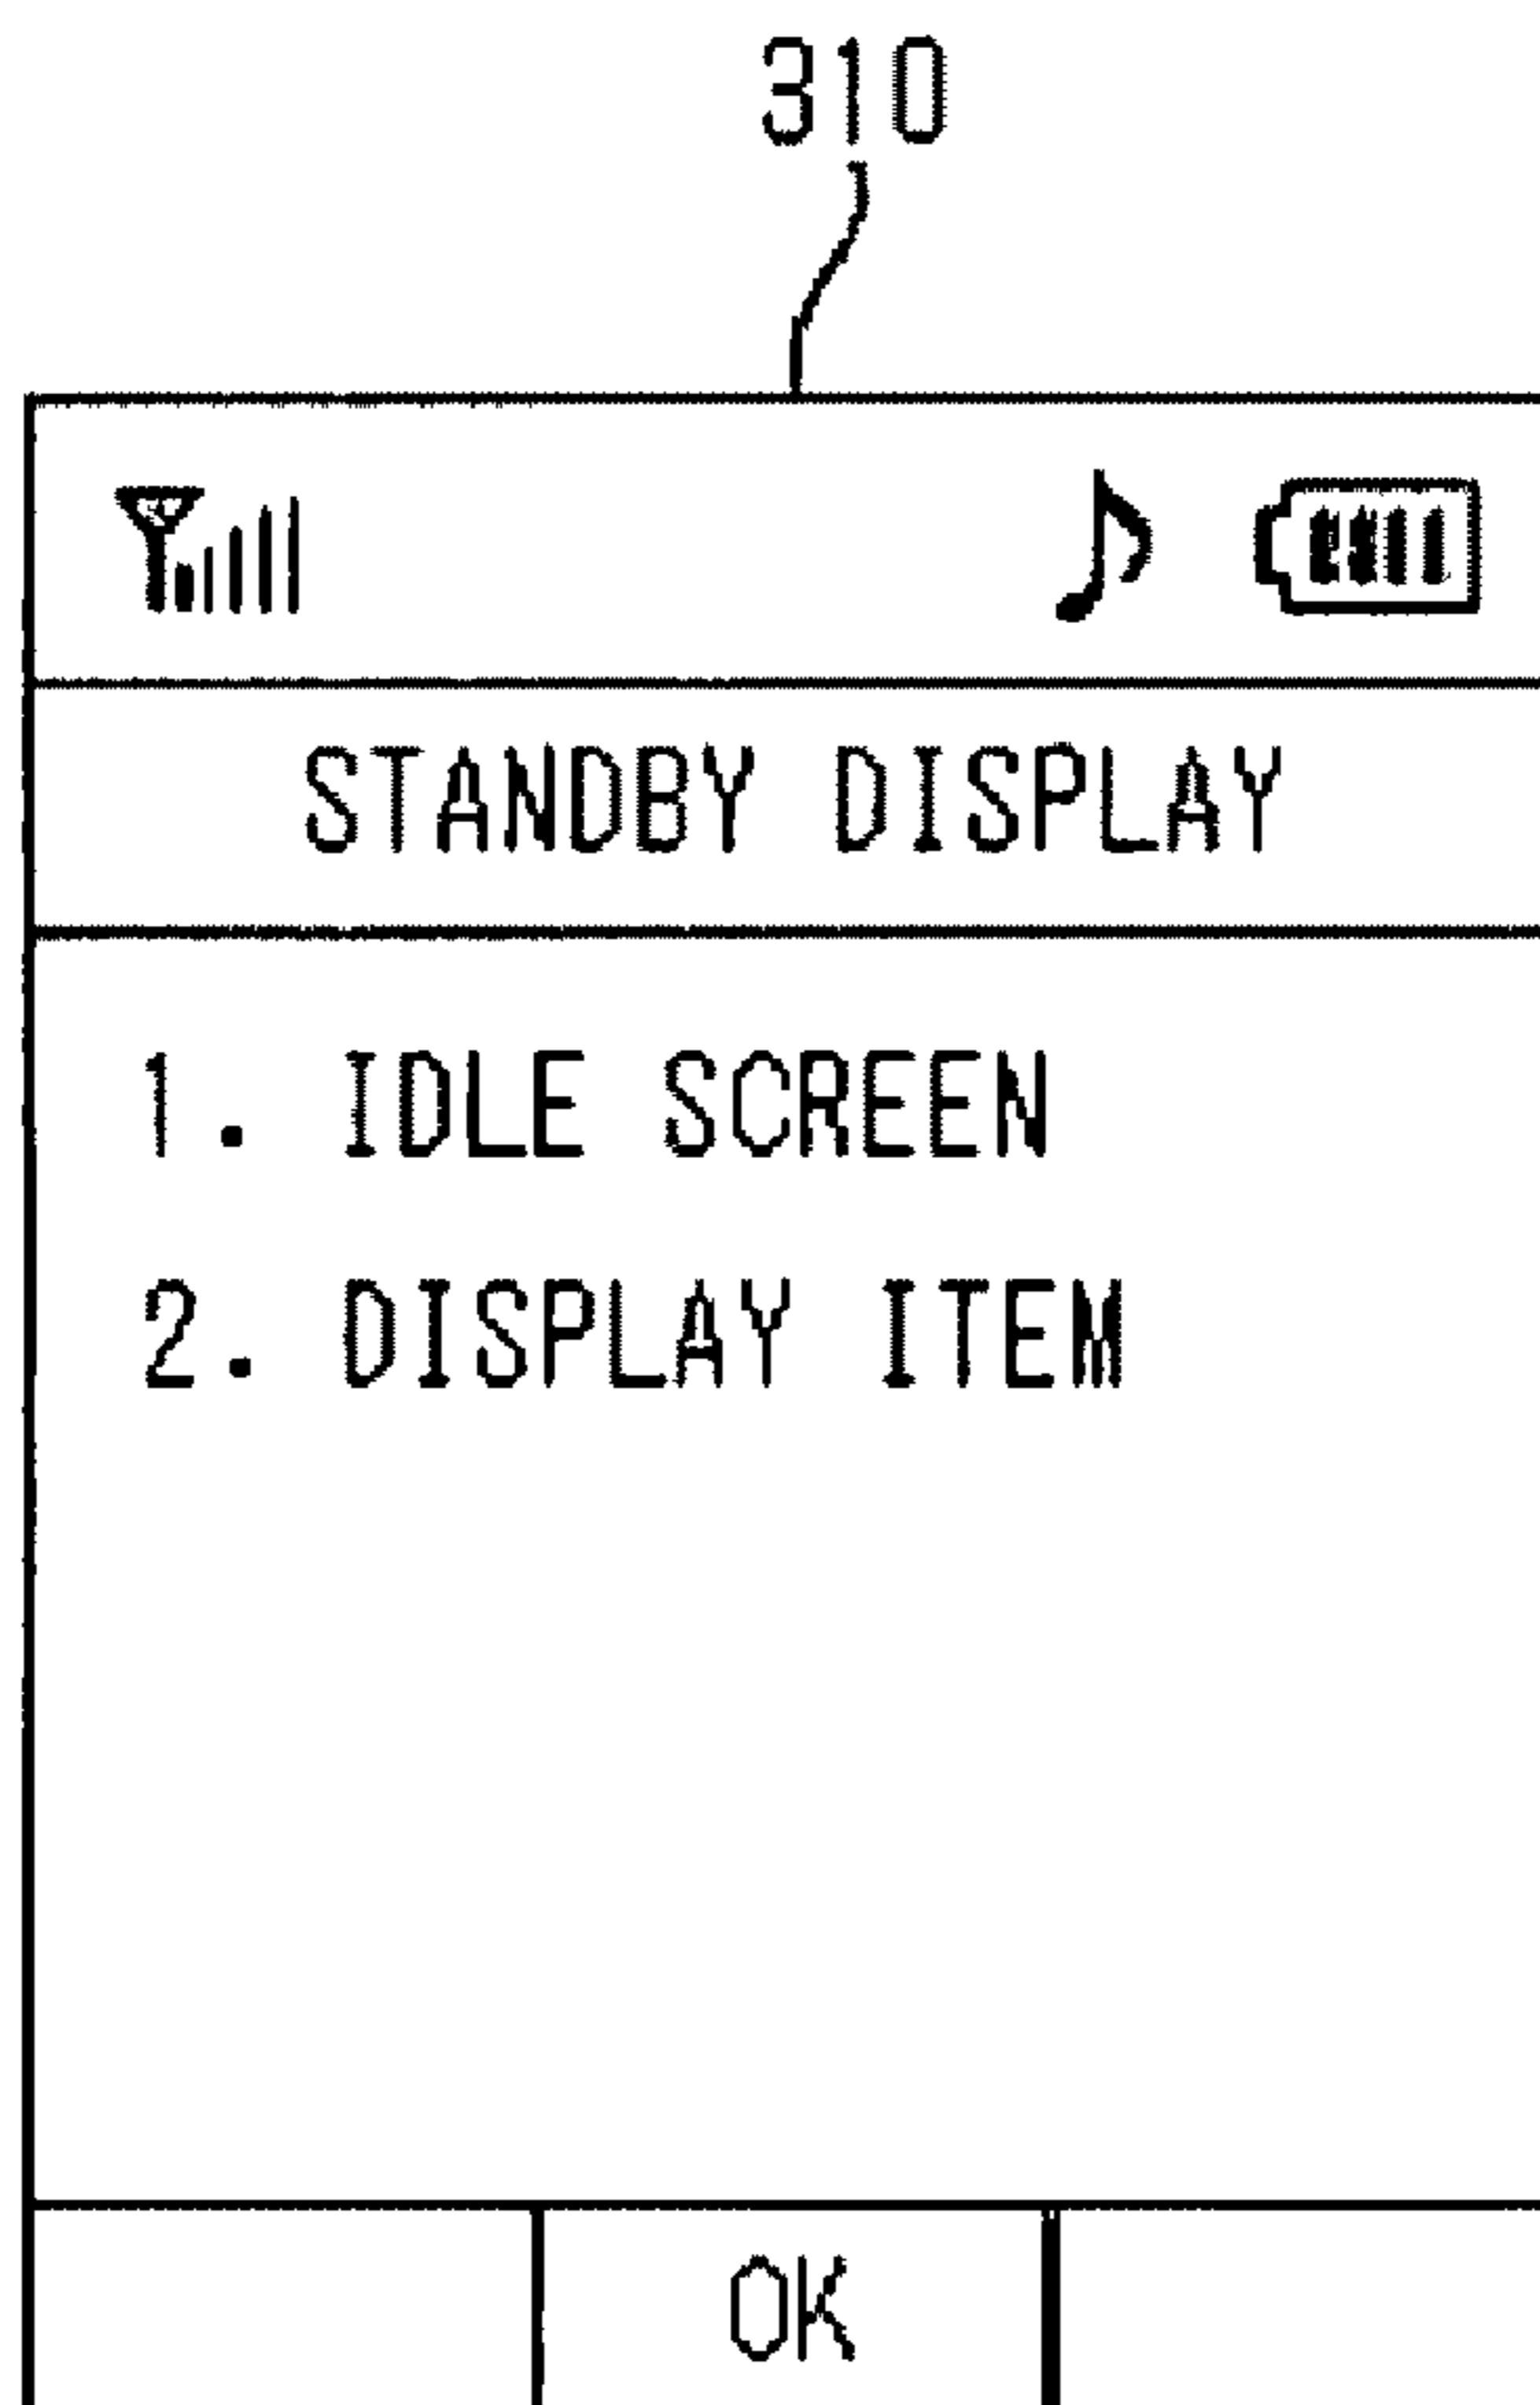 310
STANDBY DISPLAY
1. IDLE SCREEN
2. DISPLAY ITEM
OK